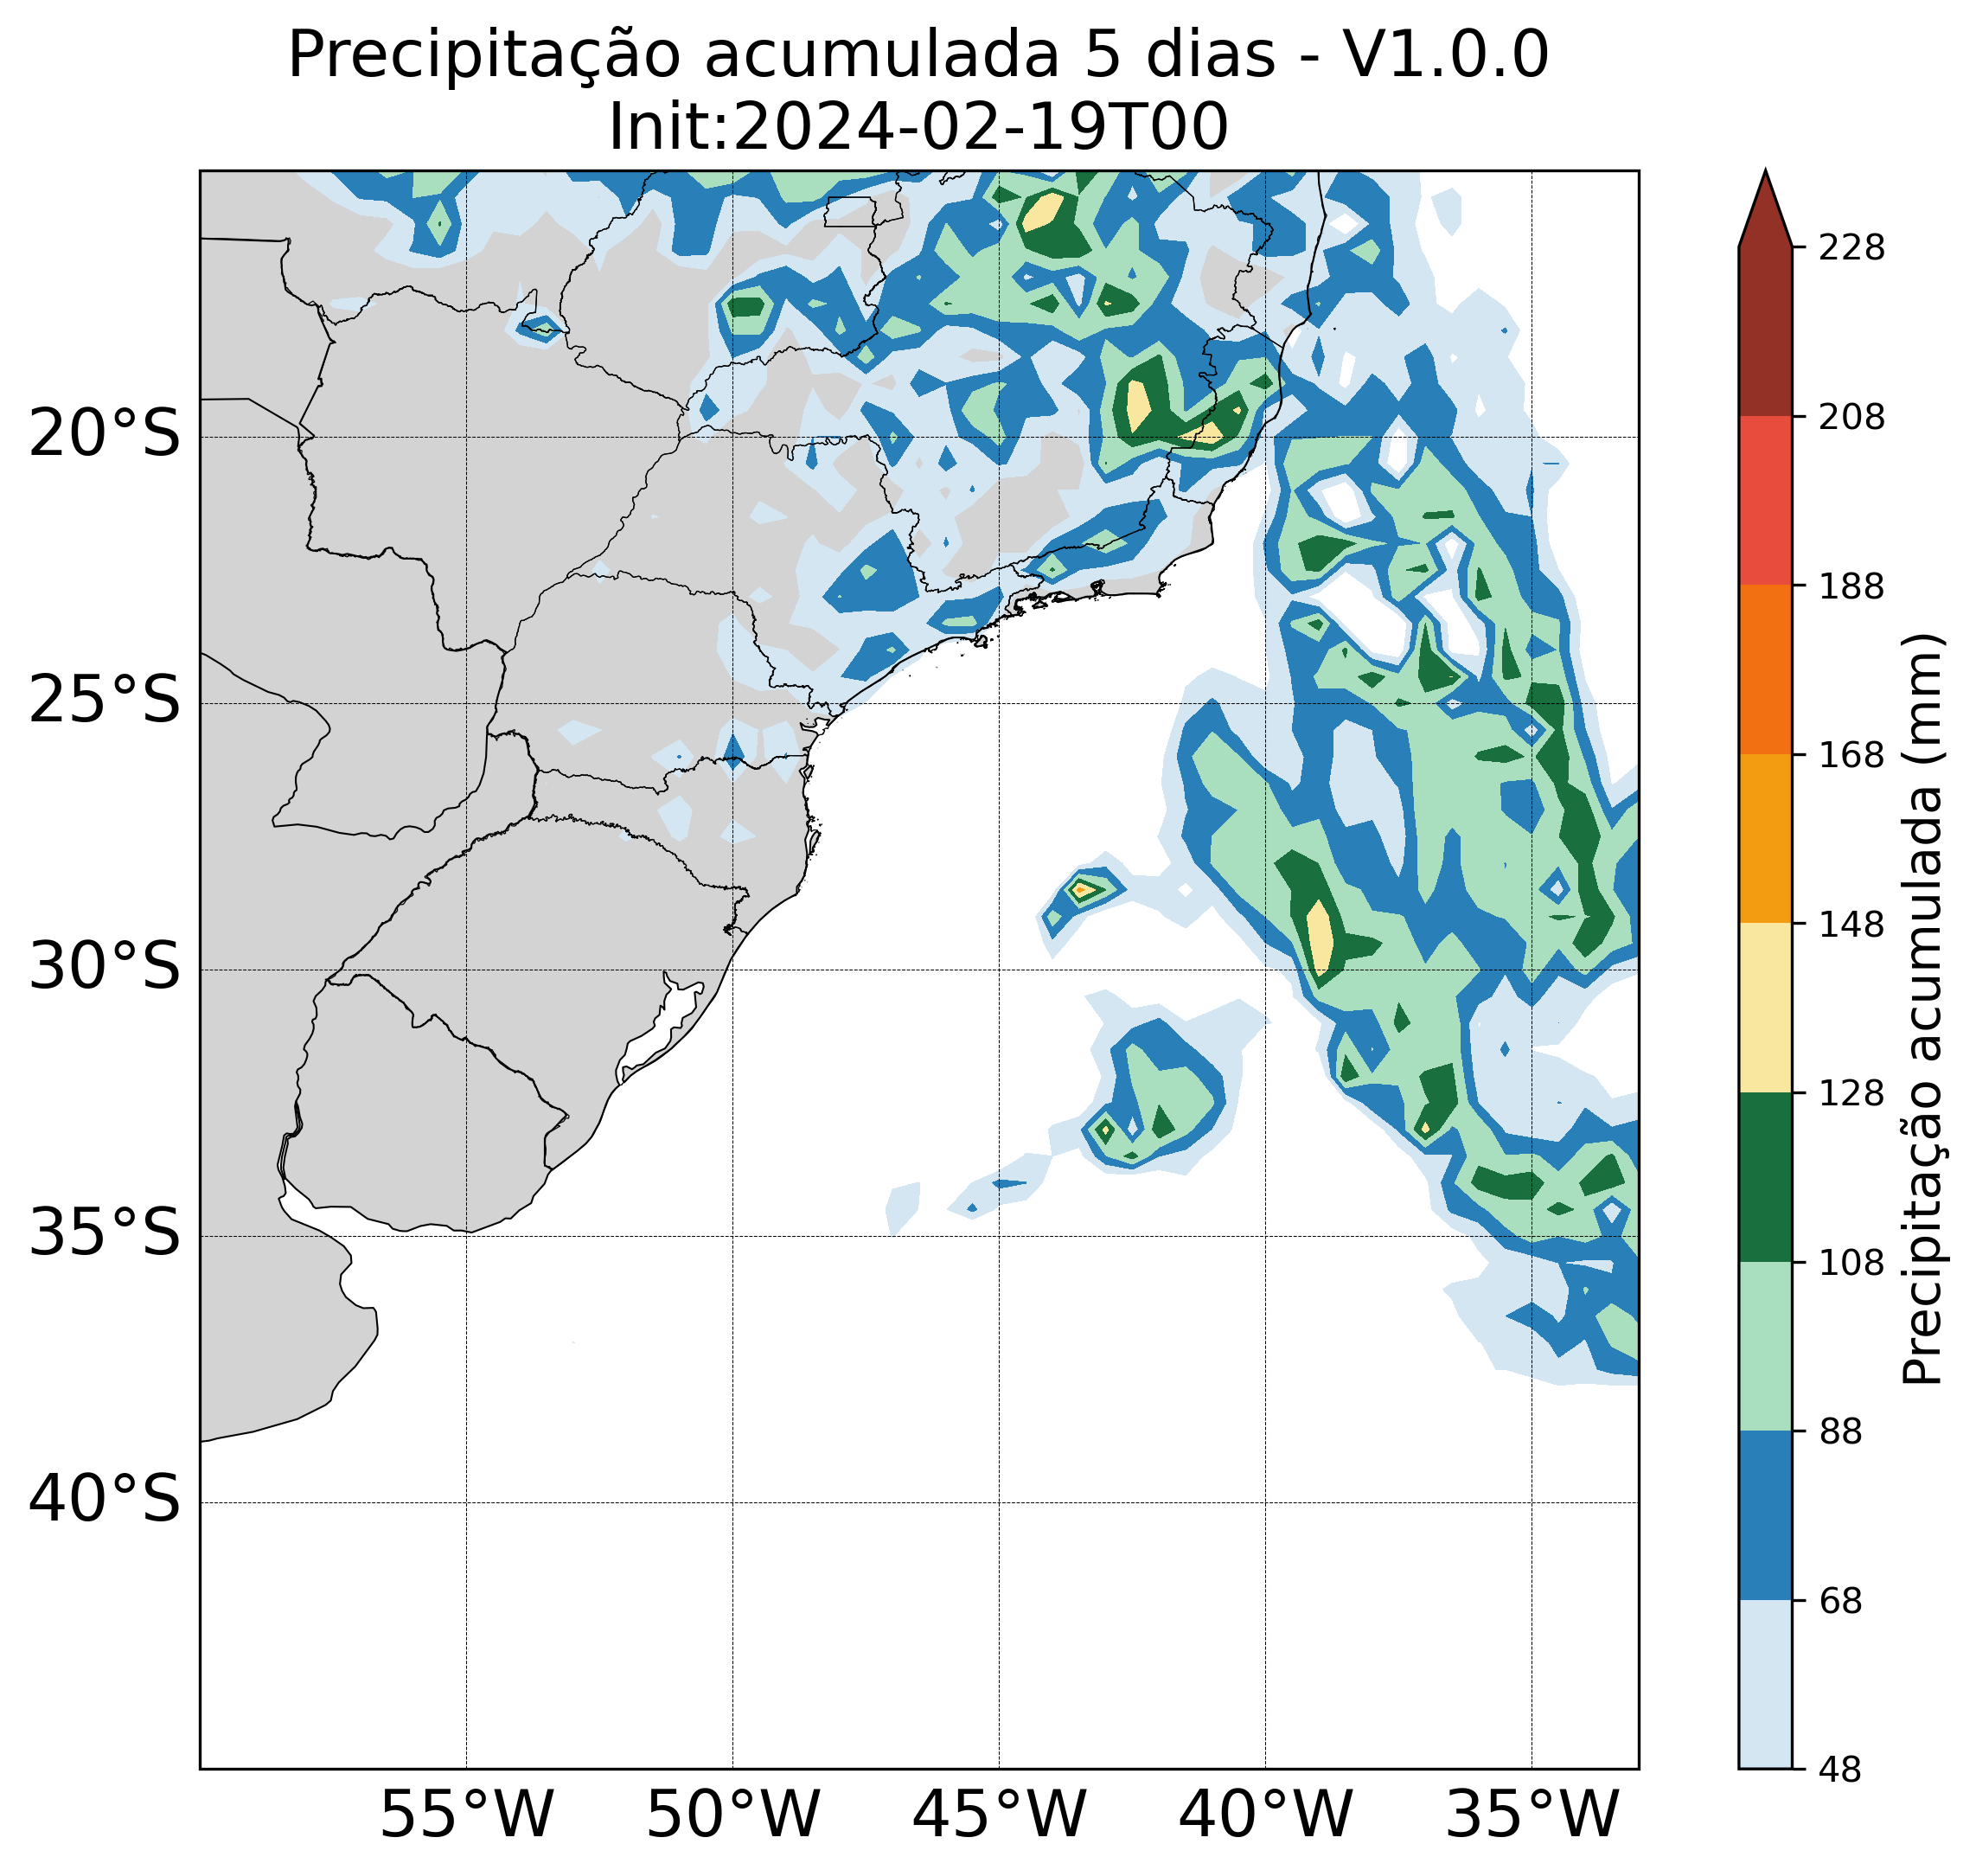 Precipitação acumulada 5 dias - V1.0.0
Init:2024-02-19T00
20°S
25°S
30°S
35°S
40°S
55°W
50°W
45°W
40°W
35°W
228
208
188
168
148
128
108
88
68
48
Precipitação acumulada (mm)